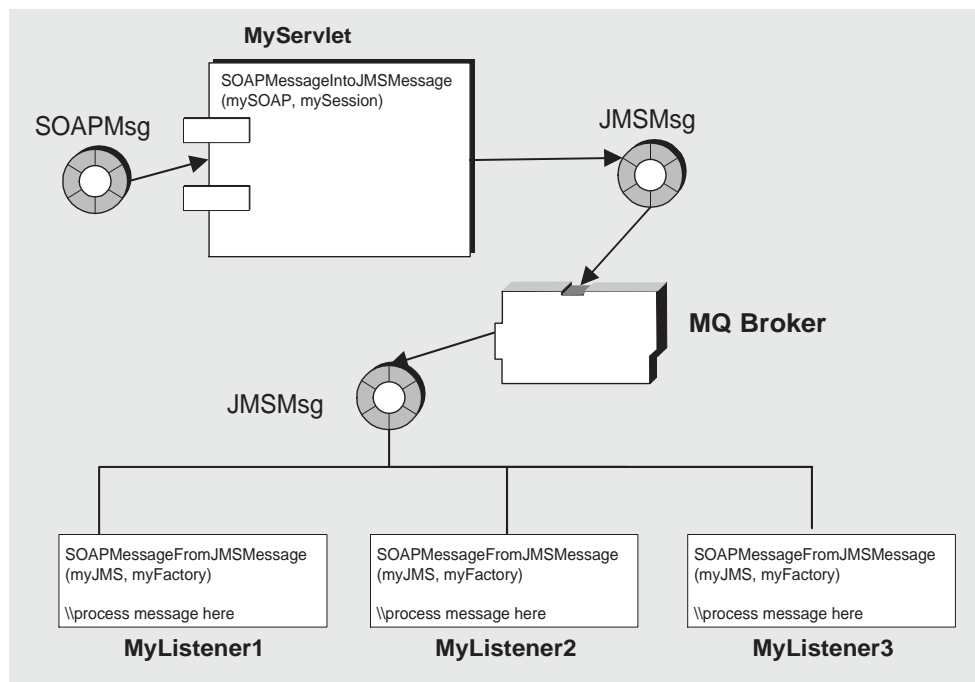 MyServlet
SOAPMessageIntoJMSMessage
(mySOAP, mySession)
SOAPMsg
JMSMsg
MQ Broker
JMSMsg
SOAPMessageFromJMSMessage
(myJMS, myFactory)
\\process message here
MyListener1
SOAPMessageFromJMSMessage
(myJMS, myFactory)
\\process message here
MyListener2
SOAPMessageFromJMSMessage
(myJMS, myFactory)
\\process message here
MyListener3